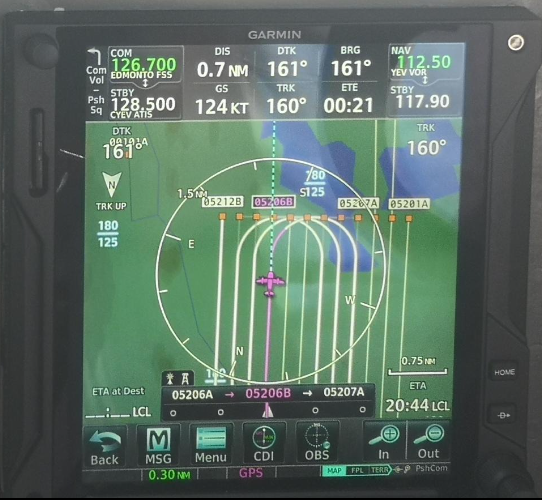 GARMIN
COM
126.700
EDMONTO FSS
STBY
128.500
CYEV ATIS
Com
Vol
Psh
Sq
DIS
0.7 NM
DTK
161°
BRG
161°
GS
124 KT
TRK
160°
ETE
00:21
NAV
112.50
YEV VOR
STBY
117.90
DTK
161°
N
TRK UP
180
125
TRK
160°
180
125
S
1.5 NM
05212B
05206B
05207A
05201A
E
W
N
0.75 NM
ETA at Dest
__:__ LCL
05206A → 05206B → 05207A
ETA
20:44 LCL
HOME
D
Back
MSG
Menu
CDI
OBS
In
Out
0.30 NM
GPS
MAP
FPL
TERR
PshCom